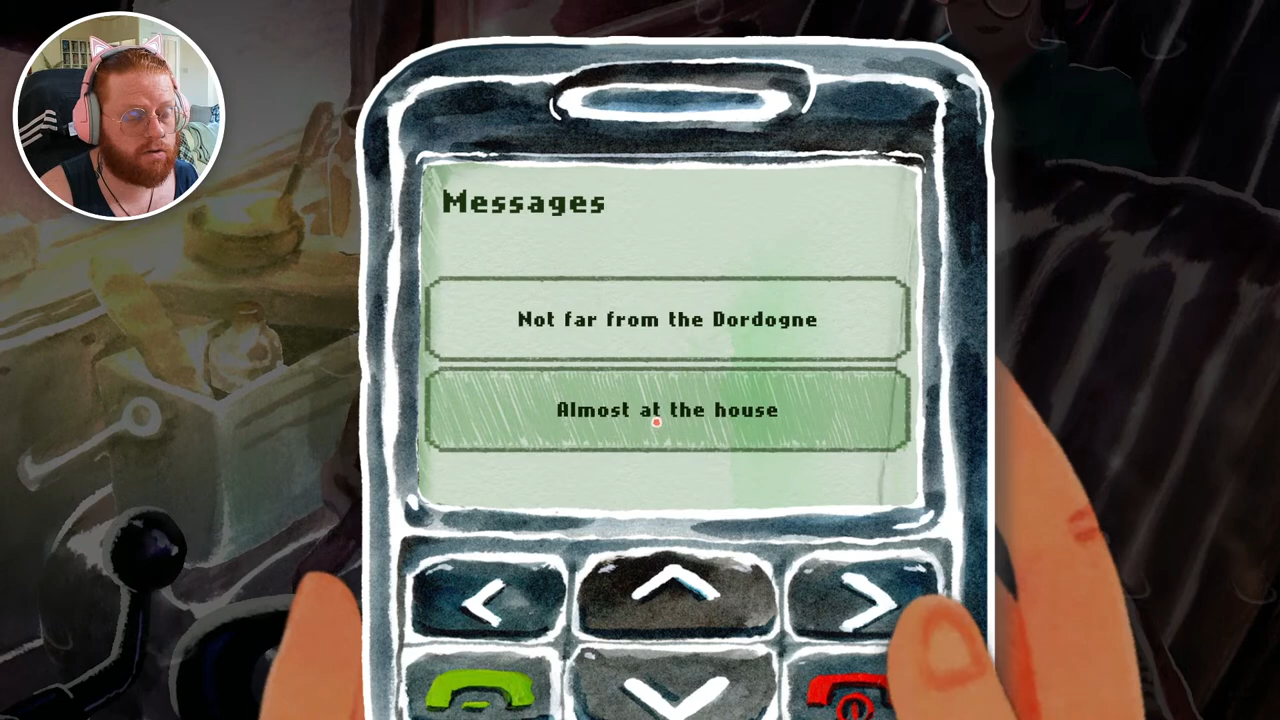 Messages
Not far from the Dordogne
Almost at the house